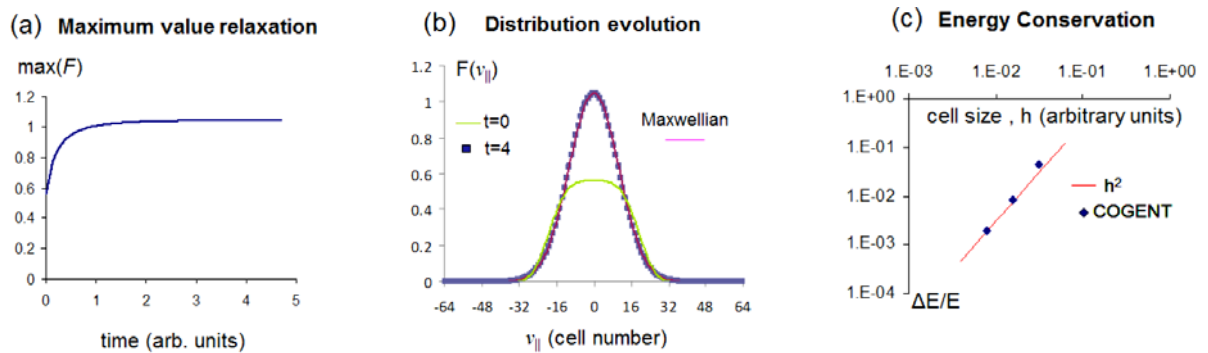 (a) Maximum value relaxation
max(F)
1.2
1
0.8
0.6
0.4
0.2
0
0 1 2 3 4 5
time (arb. units)
(b) Distribution evolution
F(v||)
1.2
1
0.8
0.6
0.4
0.2
0
t=0
t=4
Maxwellian
-64 -48 -32 -16 0 16 32 48 64
v|| (cell number)
(c) Energy Conservation
1.E-03 1.E-02 1.E-01 1.E+00
1.E+00
cell size , h (arbitrary units)
1.E-01
1.E-02
1.E-03
1.E-04
h²
COGENT
ΔE/E